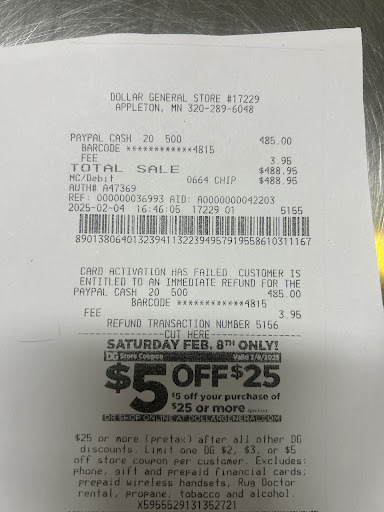 DOLLAR GENERAL STORE #17229
APPLETON, MN 320-289-6048
PAYPAL CASH 20 500 485.00
BARCODE ************4815
FEE 3.95
TOTAL SALE $488.95
MC/Debit 0664 CHIP $488.95
AUTH# A47369
REF: 000000036993 AID: A0000000042203
2025-02-04 16:46:05 17229 01 5155
8901380640132394113223949579195586103111 67
CARD ACTIVATION HAS FAILED. CUSTOMER IS
ENTITLED TO AN IMMEDIATE REFUND FOR THE
PAYPAL CASH 20 500 485.00
BARCODE ************4815
FEE 3.95
REFUND TRANSACTION NUMBER 5156
CUT HERE
SATURDAY FEB. 8TH ONLY!
DG Store Coupon Valid 2/8/2025
$5 OFF $25
$5 off your purchase of
$25 or more (pretax)
OR SHOP ONLINE AT DOLLARGENERAL.COM
$25 or more (pretax) after all other DG
discounts. Limit one DG $2, $3, or $5
off store coupon per customer. Excludes:
phone, gift and prepaid financial cards,
prepaid wireless handsets, Rug Doctor
rental, propane, tobacco and alcohol.
X5955529131352721